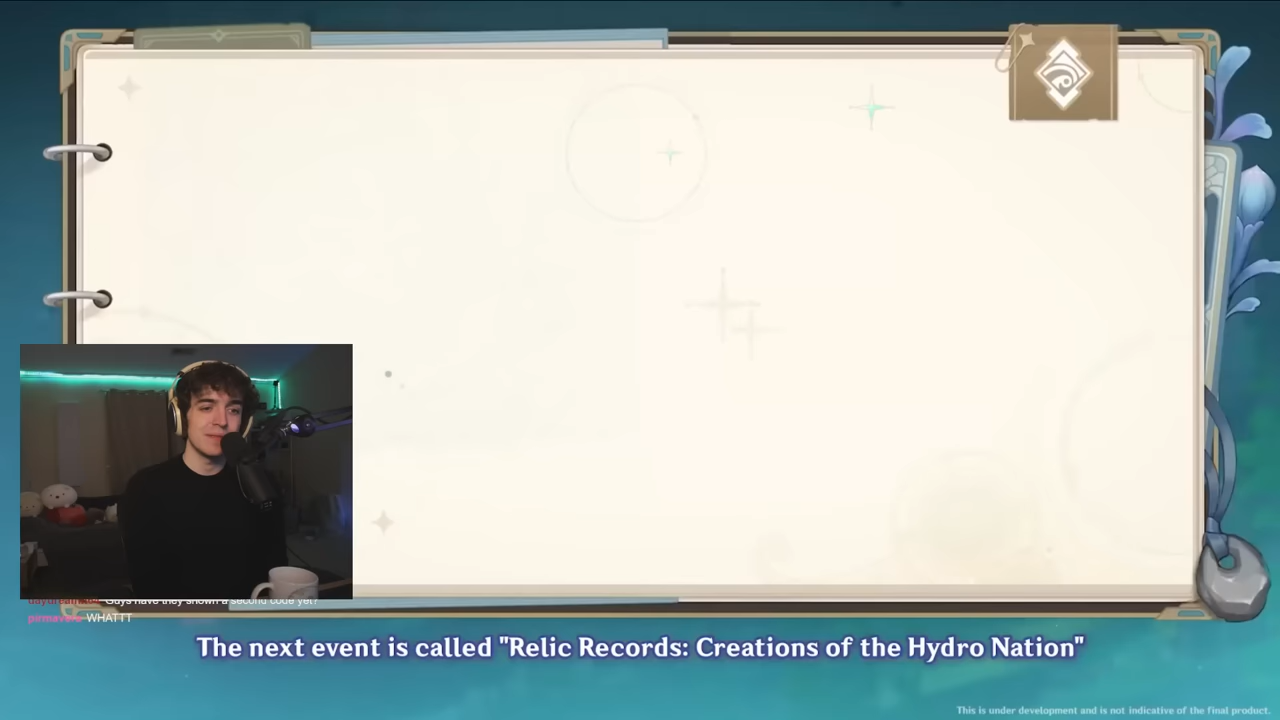 Guys have they shown a second code yet?
WHATTT
The next event is called "Relic Records: Creations of the Hydro Nation"
This is under development and is not indicative of the final product.